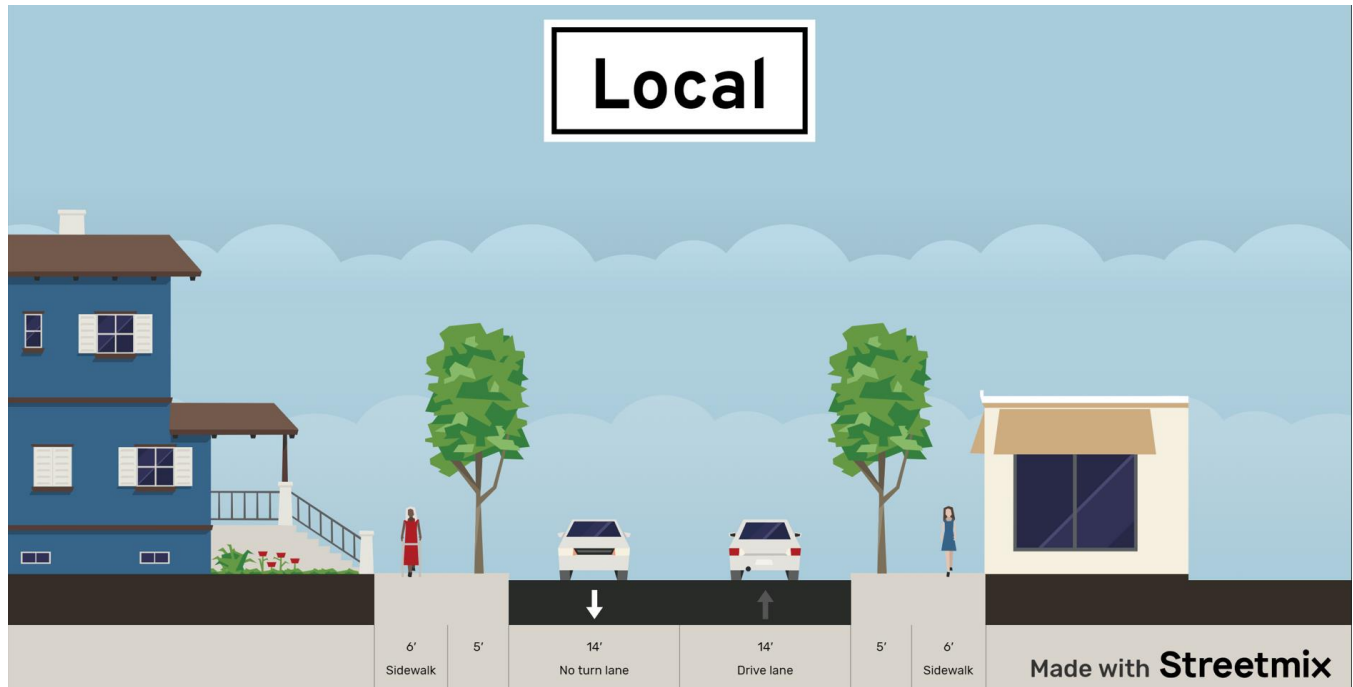 Local
6′ 5′ 14′ 14′ 5′ 6′
Sidewalk No turn lane Drive lane Sidewalk
Made with Streetmix